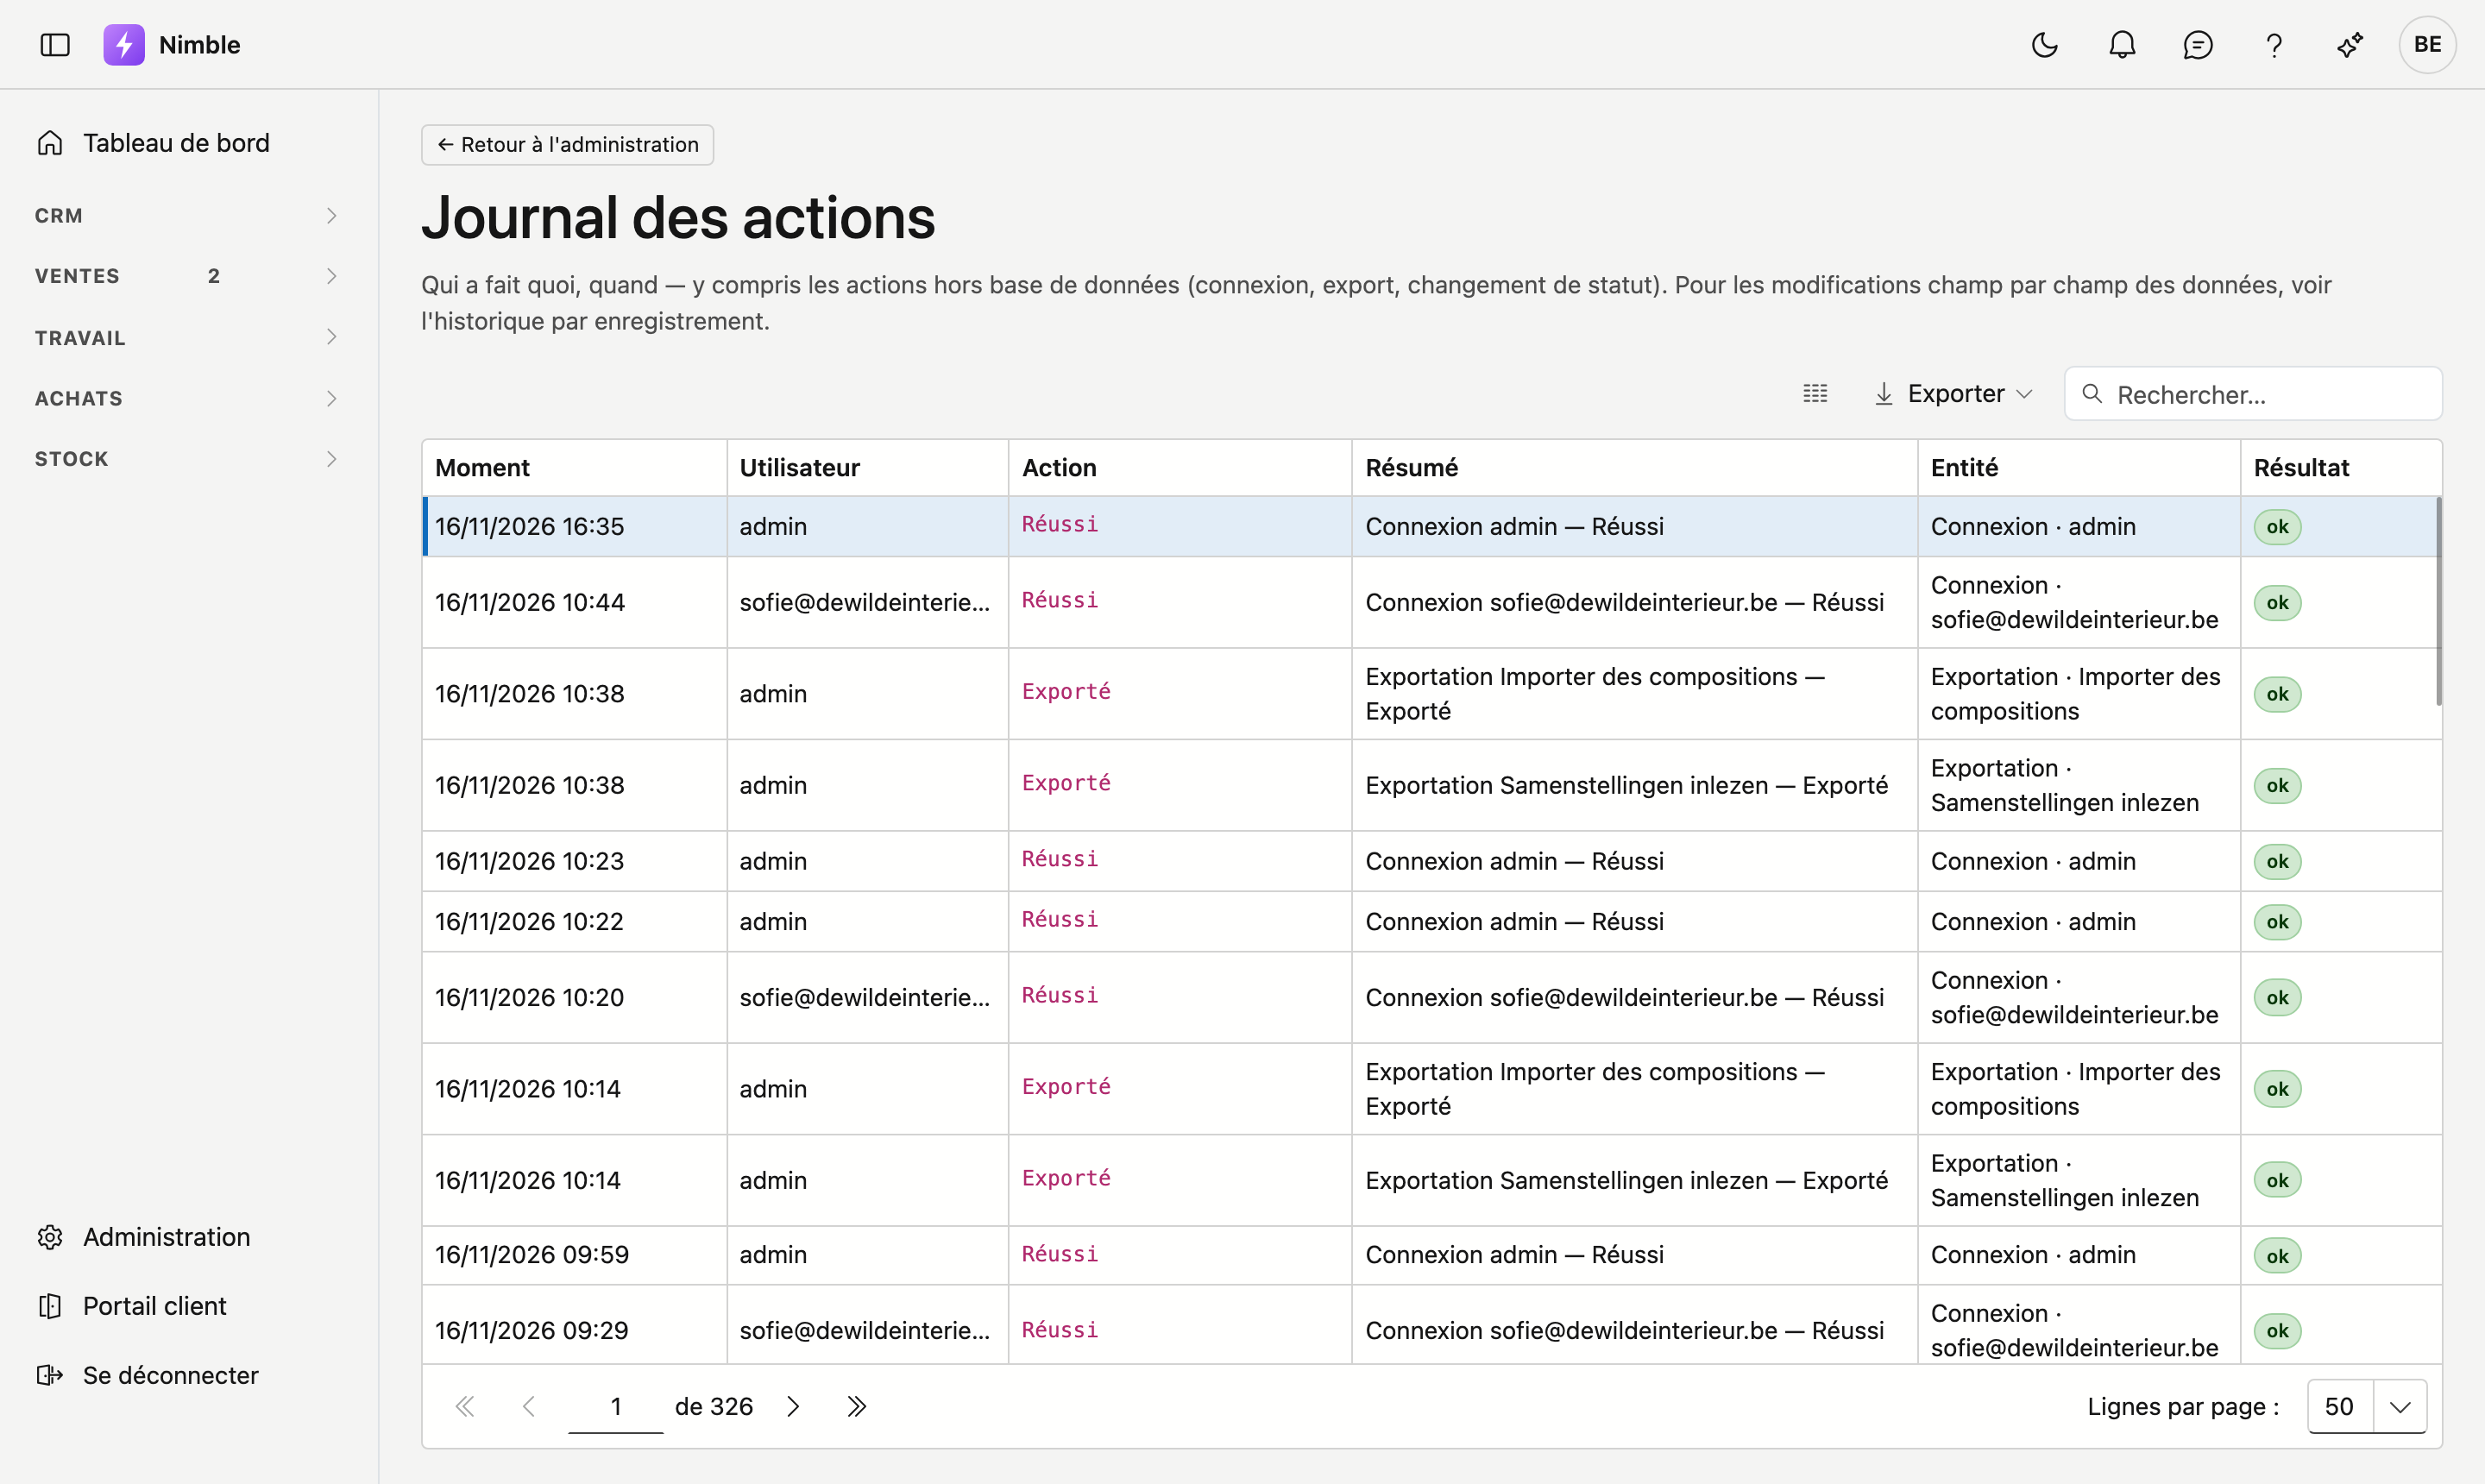 Nimble
BE
Tableau de bord
CRM
VENTES 2
TRAVAIL
ACHATS
STOCK
Administration
Portail client
Se déconnecter
← Retour à l'administration
Journal des actions
Qui a fait quoi, quand — y compris les actions hors base de données (connexion, export, changement de statut). Pour les modifications champ par champ des données, voir
l'historique par enregistrement.
Exporter
Rechercher...
Moment Utilisateur Action Résumé Entité Résultat
16/11/2026 16:35 admin Réussi Connexion admin — Réussi Connexion · admin ok
16/11/2026 10:44 sofie@dewildeinterie... Réussi Connexion sofie@dewildeinterieur.be — Réussi Connexion ·
sofie@dewildeinterieur.be ok
16/11/2026 10:38 admin Exporté Exportation Importer des compositions —
Exporté Exportation · Importer des
compositions ok
16/11/2026 10:38 admin Exporté Exportation Samenstellingen inlezen — Exporté Exportation ·
Samenstellingen inlezen ok
16/11/2026 10:23 admin Réussi Connexion admin — Réussi Connexion · admin ok
16/11/2026 10:22 admin Réussi Connexion admin — Réussi Connexion · admin ok
16/11/2026 10:20 sofie@dewildeinterie... Réussi Connexion sofie@dewildeinterieur.be — Réussi Connexion ·
sofie@dewildeinterieur.be ok
16/11/2026 10:14 admin Exporté Exportation Importer des compositions —
Exporté Exportation · Importer des
compositions ok
16/11/2026 10:14 admin Exporté Exportation Samenstellingen inlezen — Exporté Exportation ·
Samenstellingen inlezen ok
16/11/2026 09:59 admin Réussi Connexion admin — Réussi Connexion · admin ok
16/11/2026 09:29 sofie@dewildeinterie... Réussi Connexion sofie@dewildeinterieur.be — Réussi Connexion ·
sofie@dewildeinterieur.be ok
1 de 326
Lignes par page : 50